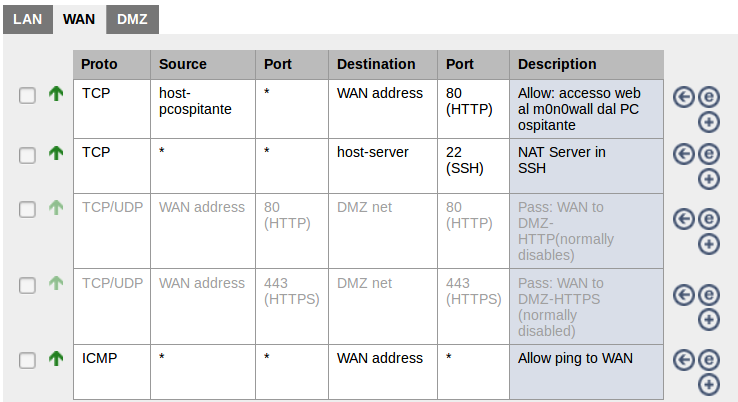 LAN WAN DMZ
Proto Source Port Destination Port Description
TCP host- * WAN address 80 Allow: accesso web
pcospitante (HTTP) al m0n0wall dal PC
ospitante
TCP * * host-server 22 NAT Server in
(SSH) SSH
TCP/UDP WAN address 80 DMZ net 80 Pass: WAN to
(HTTP) (HTTP) DMZ-
HTTP(normally
disables)
TCP/UDP WAN address 443 DMZ net 443 Pass: WAN to
(HTTPS) (HTTPS) DMZ-HTTPS
(normally
disabled)
ICMP * * WAN address * Allow ping to WAN